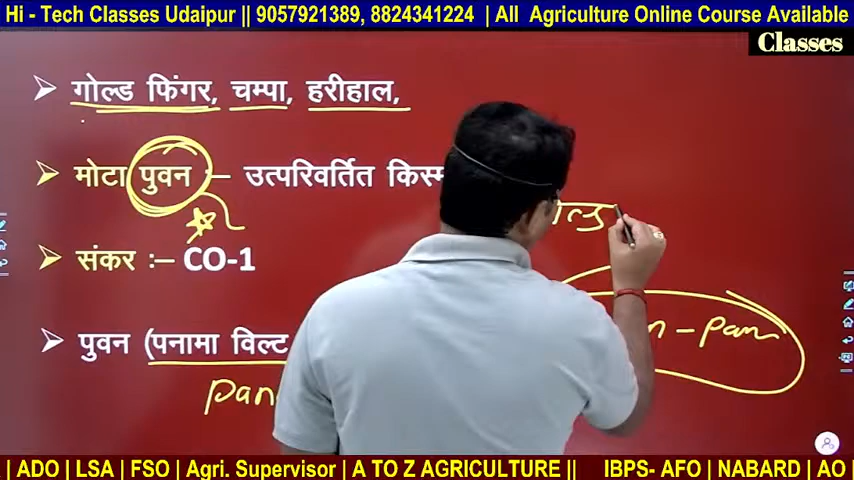 Hi - Tech Classes Udaipur || 9057921389, 8824341224 | All Agriculture Online Course Available
Classes
गोल्ड फिंगर, चम्पा, हरीहाल,
मोटा पुवन – उत्परिवर्तित
संकर :– CO-1
पुवन (पनामा विल्ट
– pan
pan
| ADO | LSA | FSO | Agri. Supervisor | A TO Z AGRICULTURE || IBPS- AFO | NABARD | AO |